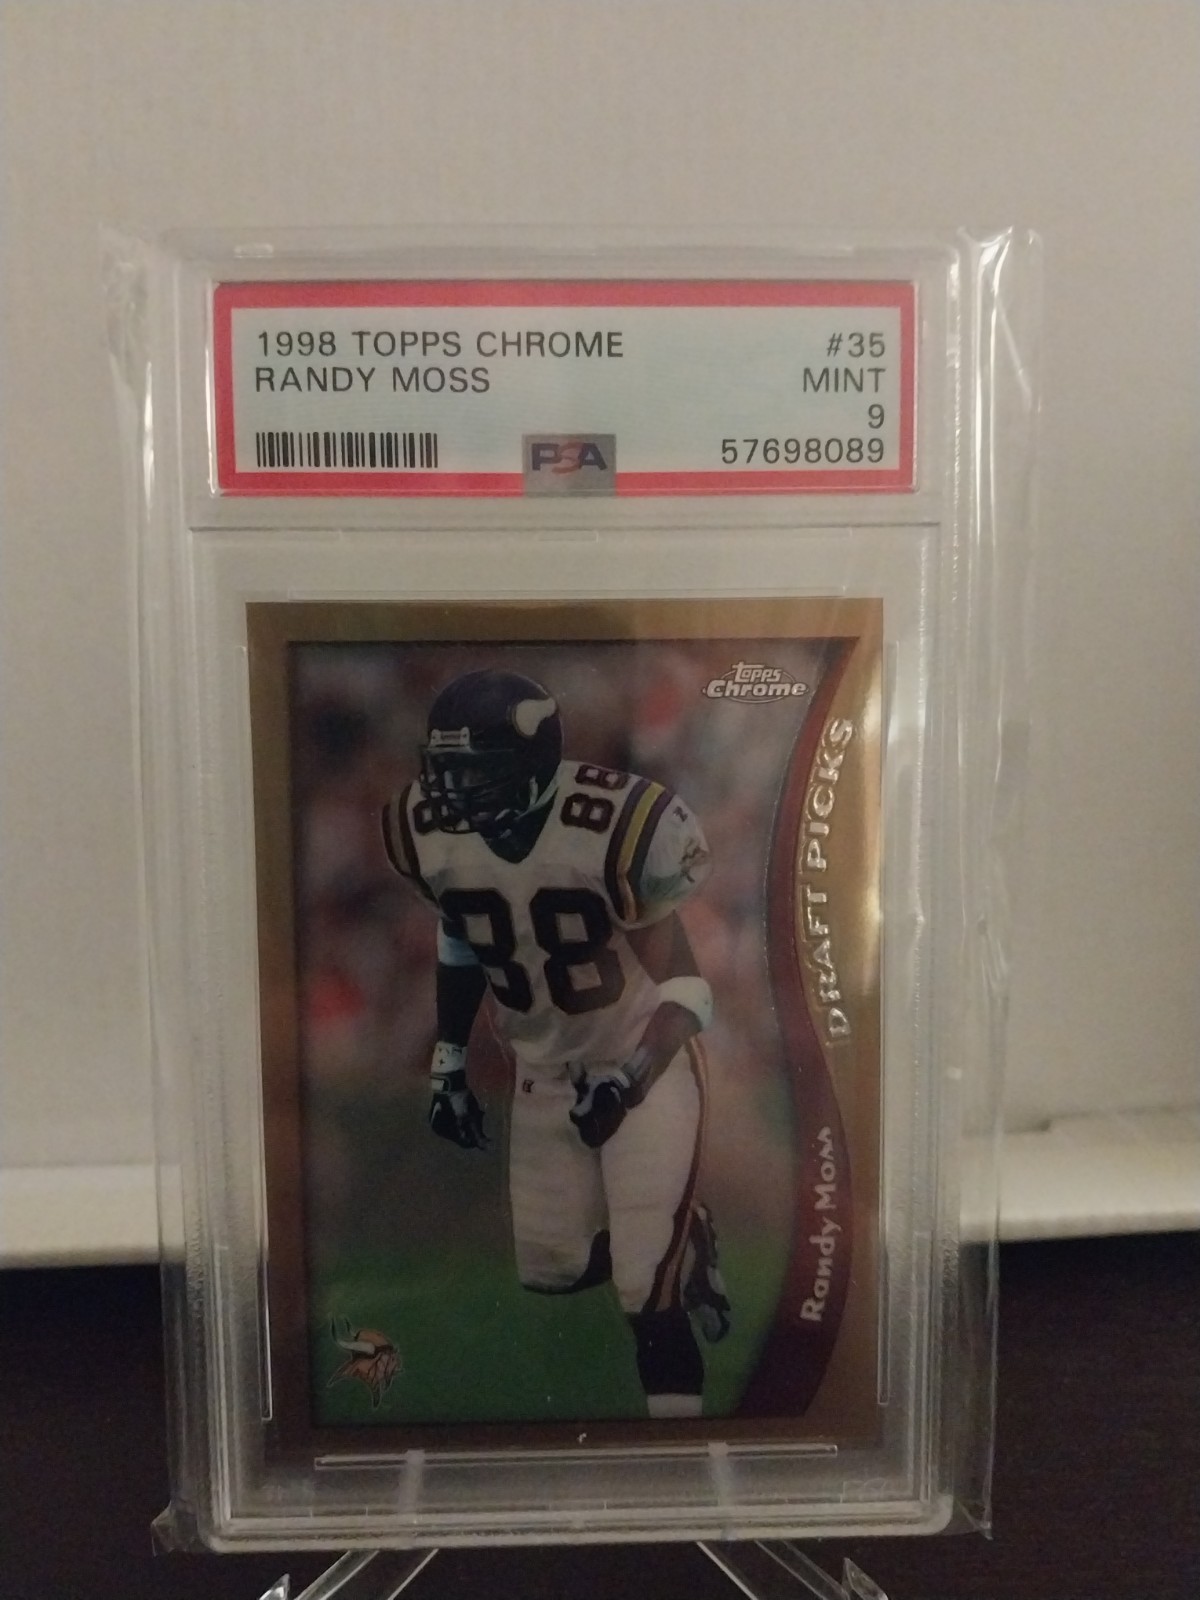 1998 TOPPS CHROME #35
RANDY MOSS MINT
9
PSA 57698089
Topps
Chrome
DRAFT PICKS
Randy Moss
88
88